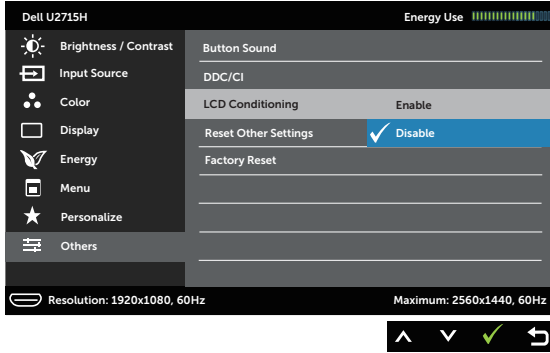 Dell U2715H Energy Use
Brightness / Contrast
Input Source
Color
Display
Energy
Menu
Personalize
Others
Button Sound
DDC/CI
LCD Conditioning Enable
Reset Other Settings Disable
Factory Reset
Resolution: 1920x1080, 60Hz Maximum: 2560x1440, 60Hz